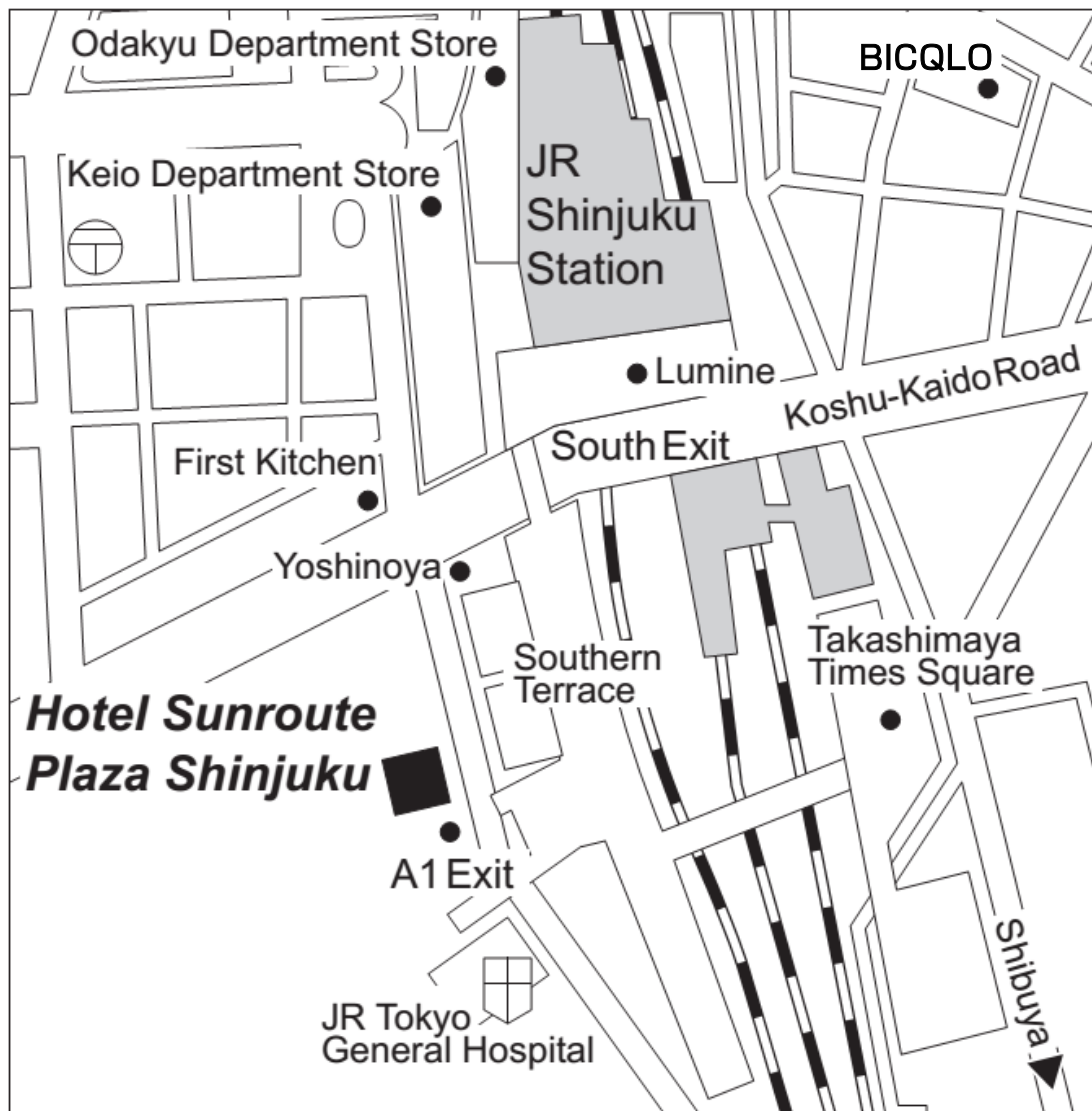 Odakyu Department Store
BICQLO
Keio Department Store
JR
Shinjuku
Station
Lumine
Koshu-Kaido Road
South Exit
First Kitchen
Yoshinoya
Southern
Terrace
Takashimaya
Times Square
Hotel Sunroute
Plaza Shinjuku
A1 Exit
Shibuya
JR Tokyo
General Hospital